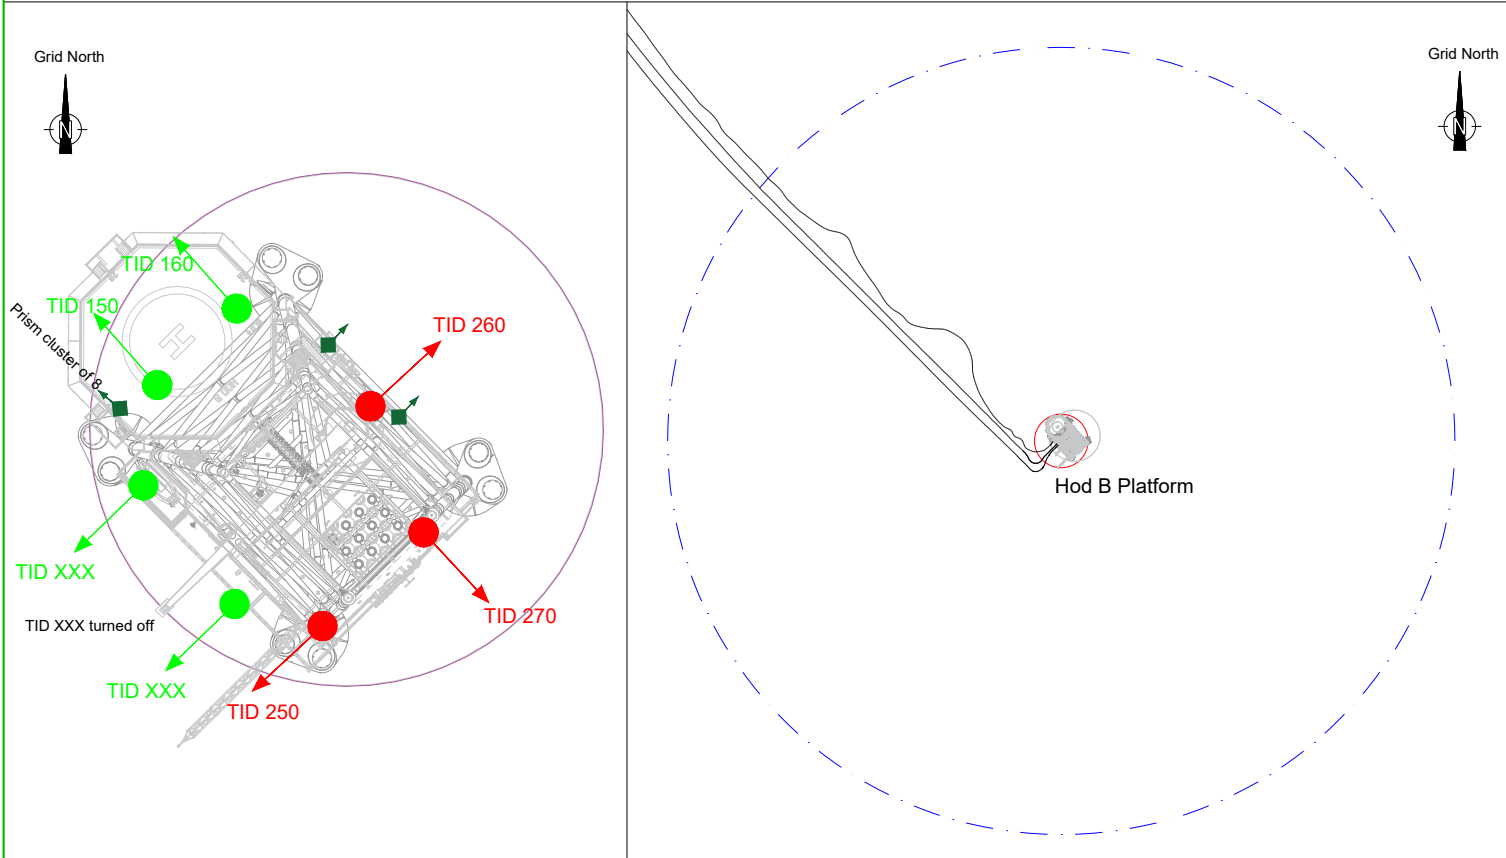 Grid North
N
TID 160
TID 150
Prism cluster of 8
H
TID 260
TID XXX
TID XXX turned off
TID 270
TID XXX
TID 250
Grid North
N
Hod B Platform